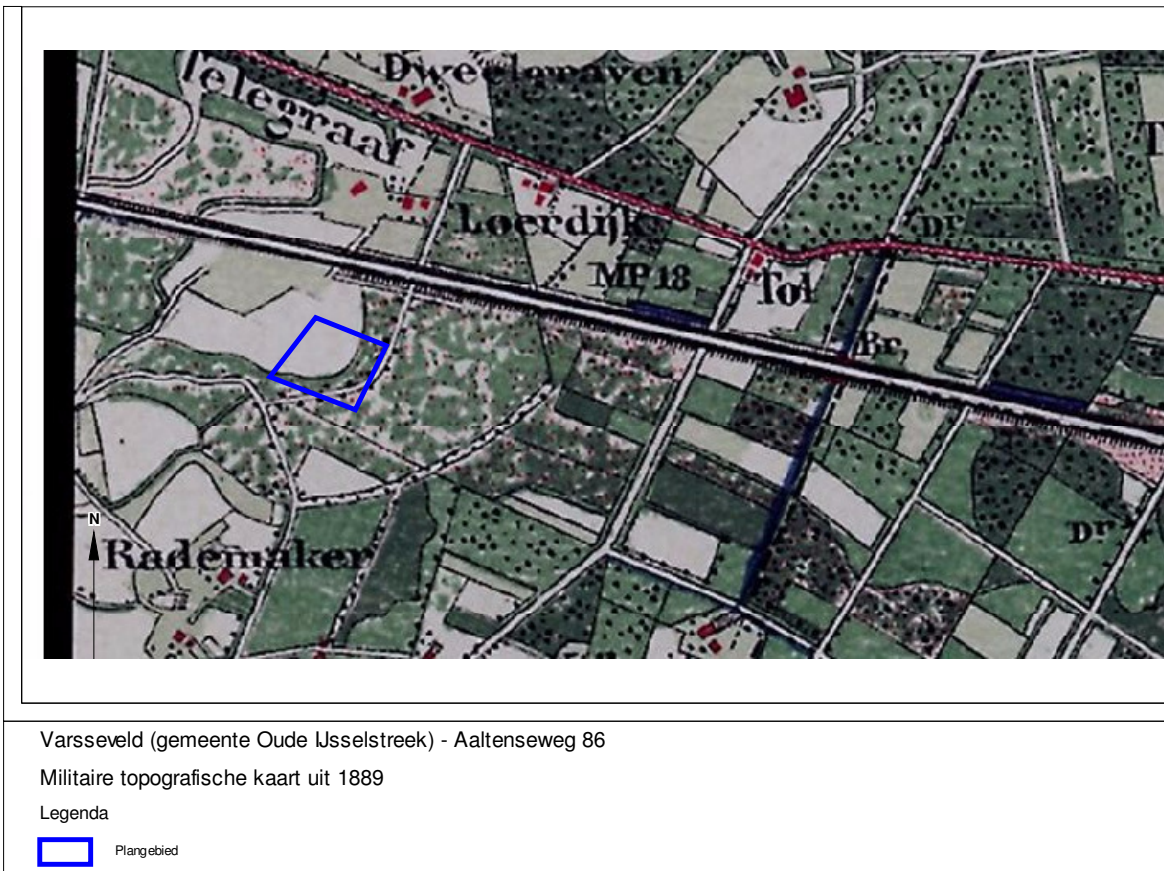 Dweelgraven
Telegraaf
T
Loerdijk
Dr.
MP 18
Tol
Br.
N
Rademaker
Dr
Varsseveld (gemeente Oude IJsselstreek) - Aaltenseweg 86
Militaire topografische kaart uit 1889
Legenda
Plangebied